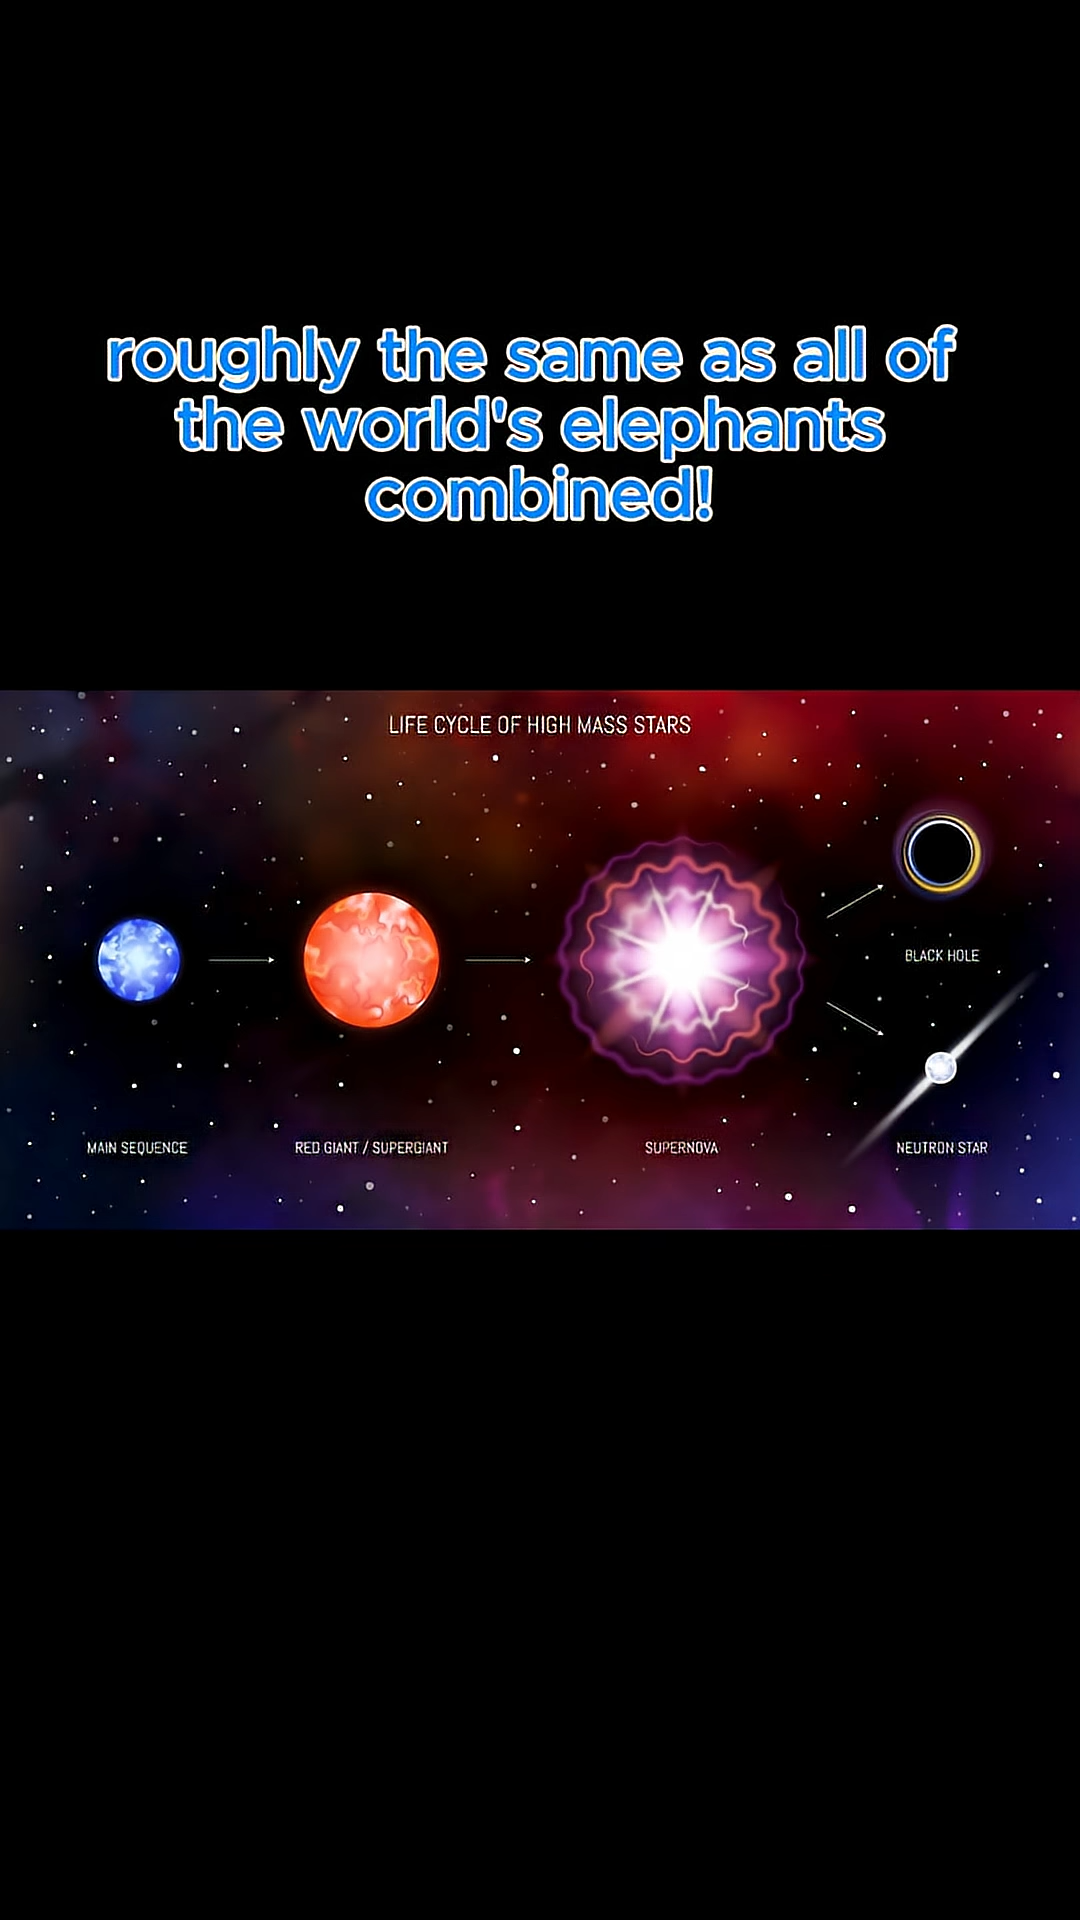 roughly the same as all of
the world's elephants
combined!
LIFE CYCLE OF HIGH MASS STARS
BLACK HOLE
MAIN SEQUENCE
RED GIANT / SUPERGIANT
SUPERNOVA
NEUTRON STAR